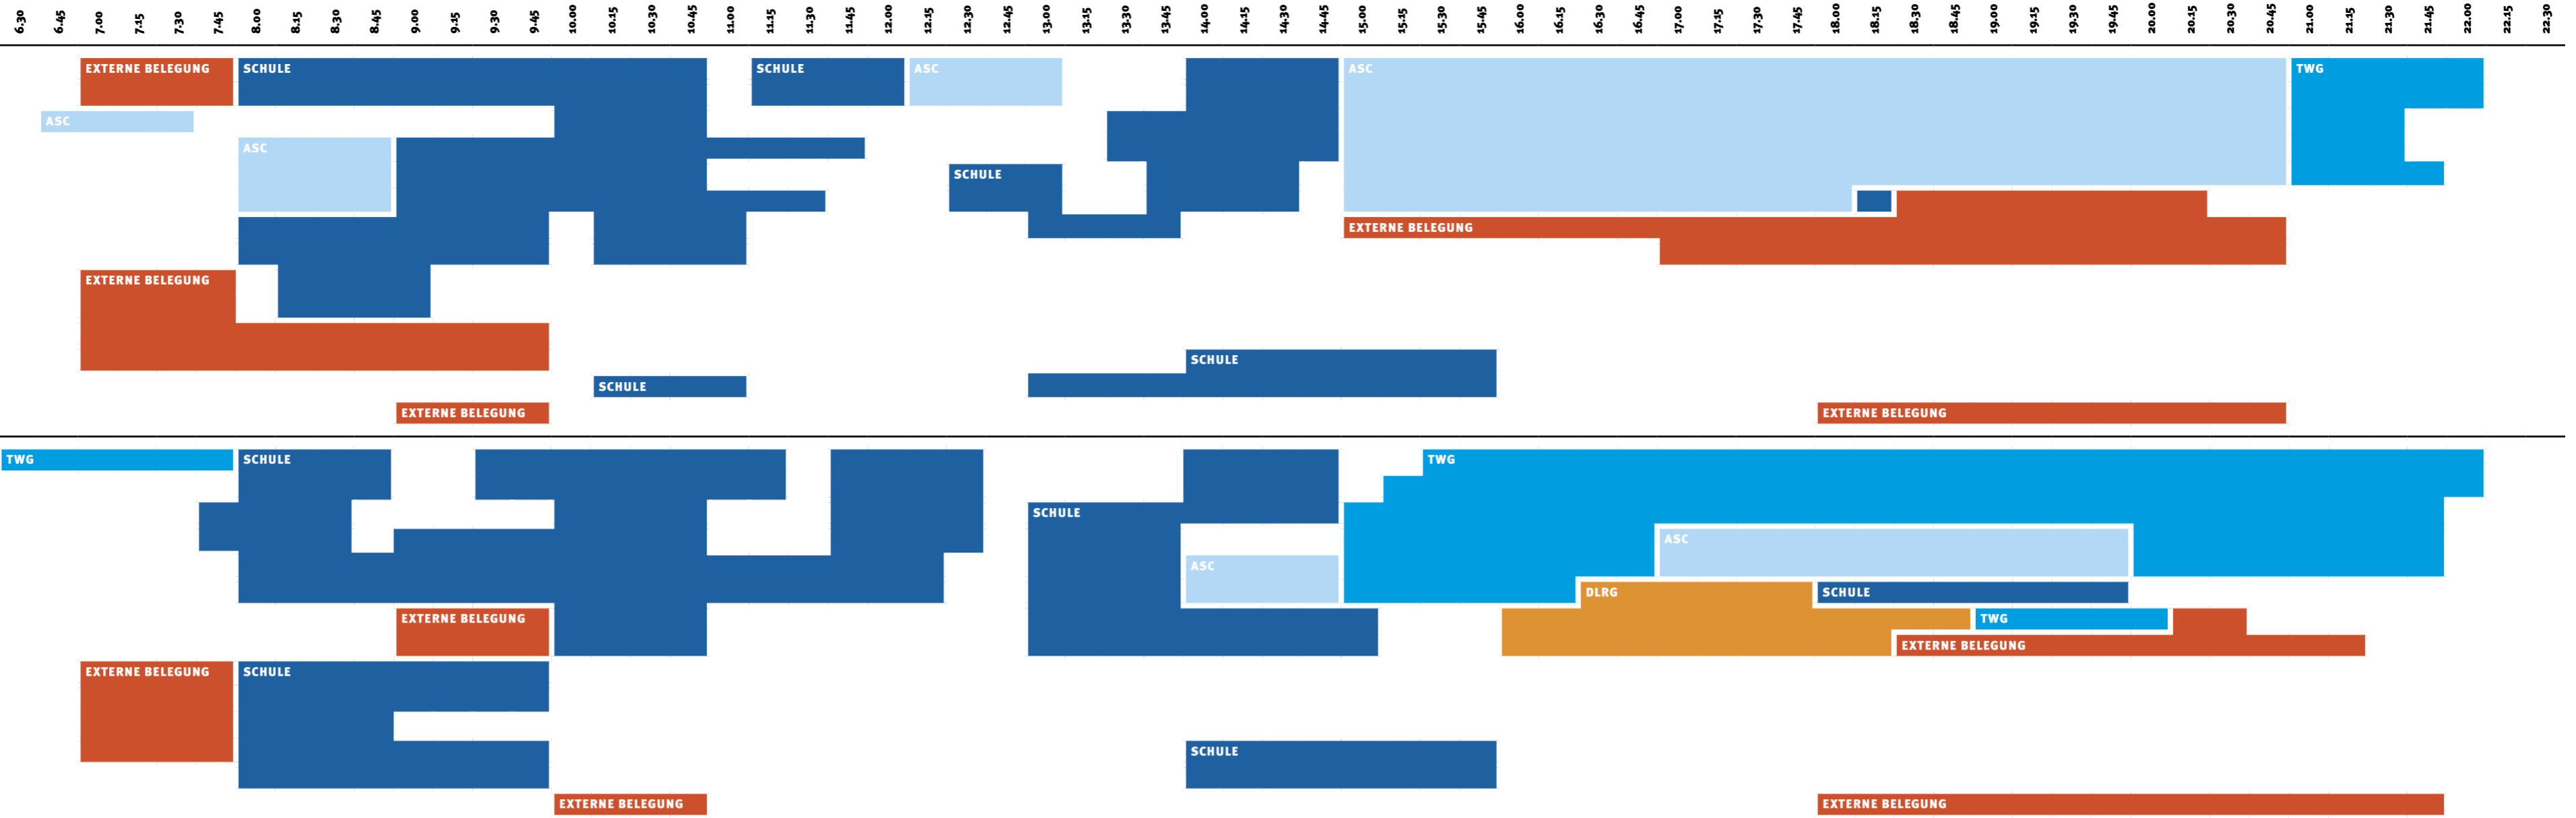 6.30 6.45 7.00 7.15 7.30 7.45 8.00 8.15 8.30 8.45 9.00 9.15 9.30 9.45 10.00 10.15 10.30 10.45 11.00 11.15 11.30 11.45 12.00 12.15 12.30 12.45 13.00 13.15 13.30 13.45 14.00 14.15 14.30 14.45 15.00 15.15 15.30 15.45 16.00 16.15 16.30 16.45 17.00 17.15 17.30 17.45 18.00 18.15 18.30 18.45 19.00 19.15 19.30 19.45 20.00 20.15 20.30 20.45 21.00 21.15 21.30 21.45 22.00 22.15 22.30
EXTERNE BELEGUNG SCHULE SCHULE ASC ASC TWG
ASC
ASC
SCHULE
EXTERNE BELEGUNG
EXTERNE BELEGUNG
SCHULE
SCHULE
EXTERNE BELEGUNG EXTERNE BELEGUNG
TWG SCHULE TWG
SCHULE
ASC
ASC
DLRG SCHULE
EXTERNE BELEGUNG TWG
EXTERNE BELEGUNG
EXTERNE BELEGUNG SCHULE
SCHULE
EXTERNE BELEGUNG EXTERNE BELEGUNG